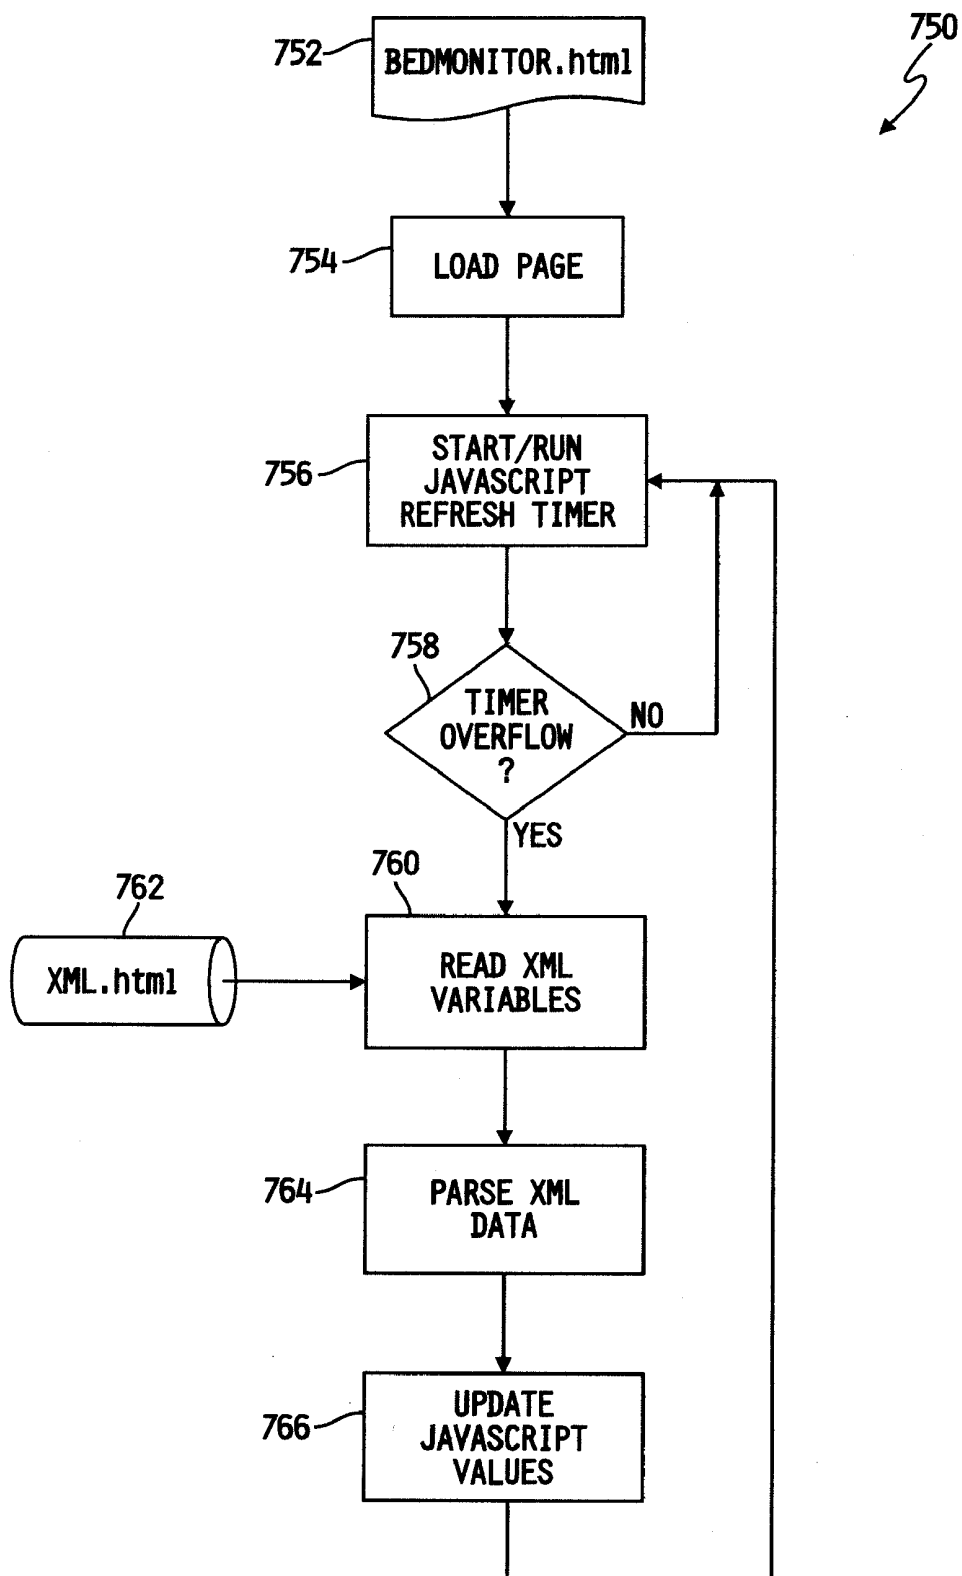 750
752
BEDMONITOR.html
754
LOAD PAGE
756
START/RUN
JAVASCRIPT
REFRESH TIMER
758
TIMER
OVERFLOW
?
NO
YES
760
762
XML.html
READ XML
VARIABLES
764
PARSE XML
DATA
766
UPDATE
JAVASCRIPT
VALUES